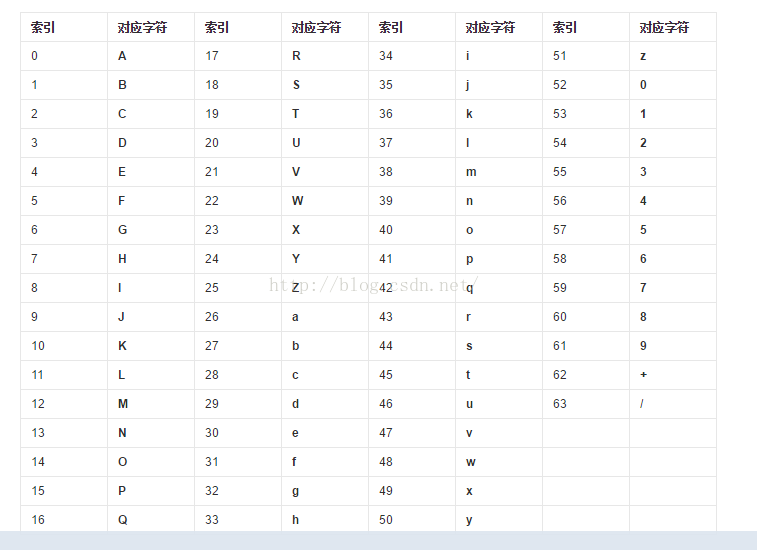 索引 对应字符 索引 对应字符 索引 对应字符 索引 对应字符
0 A 17 R 34 i 51 z
1 B 18 S 35 j 52 0
2 C 19 T 36 k 53 1
3 D 20 U 37 l 54 2
4 E 21 V 38 m 55 3
5 F 22 W 39 n 56 4
6 G 23 X 40 o 57 5
7 H 24 Y 41 p 58 6
8 I 25 Z 42 q 59 7
http://blog.csdn.net/
9 J 26 a 43 r 60 8
10 K 27 b 44 s 61 9
11 L 28 c 45 t 62 +
12 M 29 d 46 u 63 /
13 N 30 e 47 v
14 O 31 f 48 w
15 P 32 g 49 x
16 Q 33 h 50 y